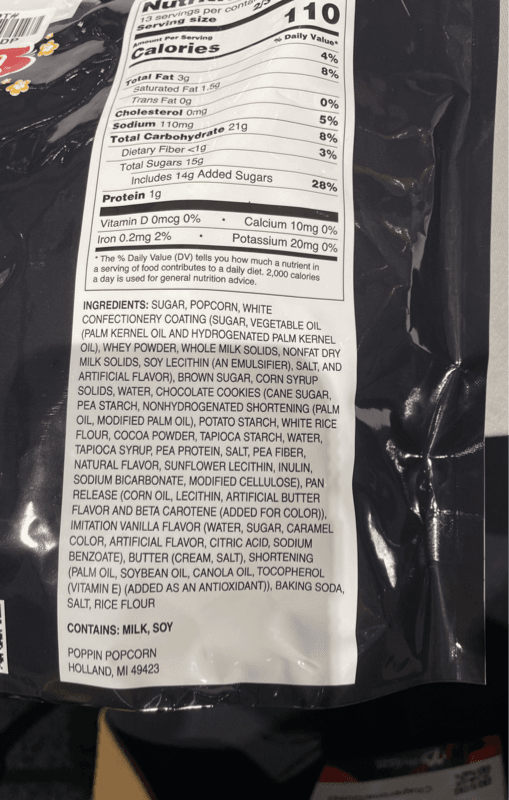 13 servings per
Serving size 2/3
Amount Per Serving
Calories 110
% Daily Value*
Total Fat 3g 4%
Saturated Fat 1.5g 8%
Trans Fat 0g
Cholesterol 0mg 0%
Sodium 110mg 5%
Total Carbohydrate 21g 8%
Dietary Fiber <1g 3%
Total Sugars 15g
Includes 14g Added Sugars 28%
Protein 1g
Vitamin D 0mcg 0% • Calcium 10mg 0%
Iron 0.2mg 2% • Potassium 20mg 0%
* The % Daily Value (DV) tells you how much a nutrient in
a serving of food contributes to a daily diet. 2,000 calories
a day is used for general nutrition advice.
INGREDIENTS: SUGAR, POPCORN, WHITE
CONFECTIONERY COATING (SUGAR, VEGETABLE OIL
(PALM KERNEL OIL AND HYDROGENATED PALM KERNEL
OIL), WHEY POWDER, WHOLE MILK SOLIDS, NONFAT DRY
MILK SOLIDS, SOY LECITHIN (AN EMULSIFIER), SALT, AND
ARTIFICIAL FLAVOR), BROWN SUGAR, CORN SYRUP
SOLIDS, WATER, CHOCOLATE COOKIES (CANE SUGAR,
PEA STARCH, NONHYDROGENATED SHORTENING (PALM
OIL, MODIFIED PALM OIL), POTATO STARCH, WHITE RICE
FLOUR, COCOA POWDER, TAPIOCA STARCH, WATER,
TAPIOCA SYRUP, PEA PROTEIN, SALT, PEA FIBER,
NATURAL FLAVOR, SUNFLOWER LECITHIN, INULIN,
SODIUM BICARBONATE, MODIFIED CELLULOSE), PAN
RELEASE (CORN OIL, LECITHIN, ARTIFICIAL BUTTER
FLAVOR AND BETA CAROTENE (ADDED FOR COLOR)),
IMITATION VANILLA FLAVOR (WATER, SUGAR, CARAMEL
COLOR, ARTIFICIAL FLAVOR, CITRIC ACID, SODIUM
BENZOATE), BUTTER (CREAM, SALT), SHORTENING
(PALM OIL, SOYBEAN OIL, CANOLA OIL, TOCOPHEROL
(VITAMIN E) (ADDED AS AN ANTIOXIDANT)), BAKING SODA,
SALT, RICE FLOUR
CONTAINS: MILK, SOY
POPPIN POPCORN
HOLLAND, MI 49423